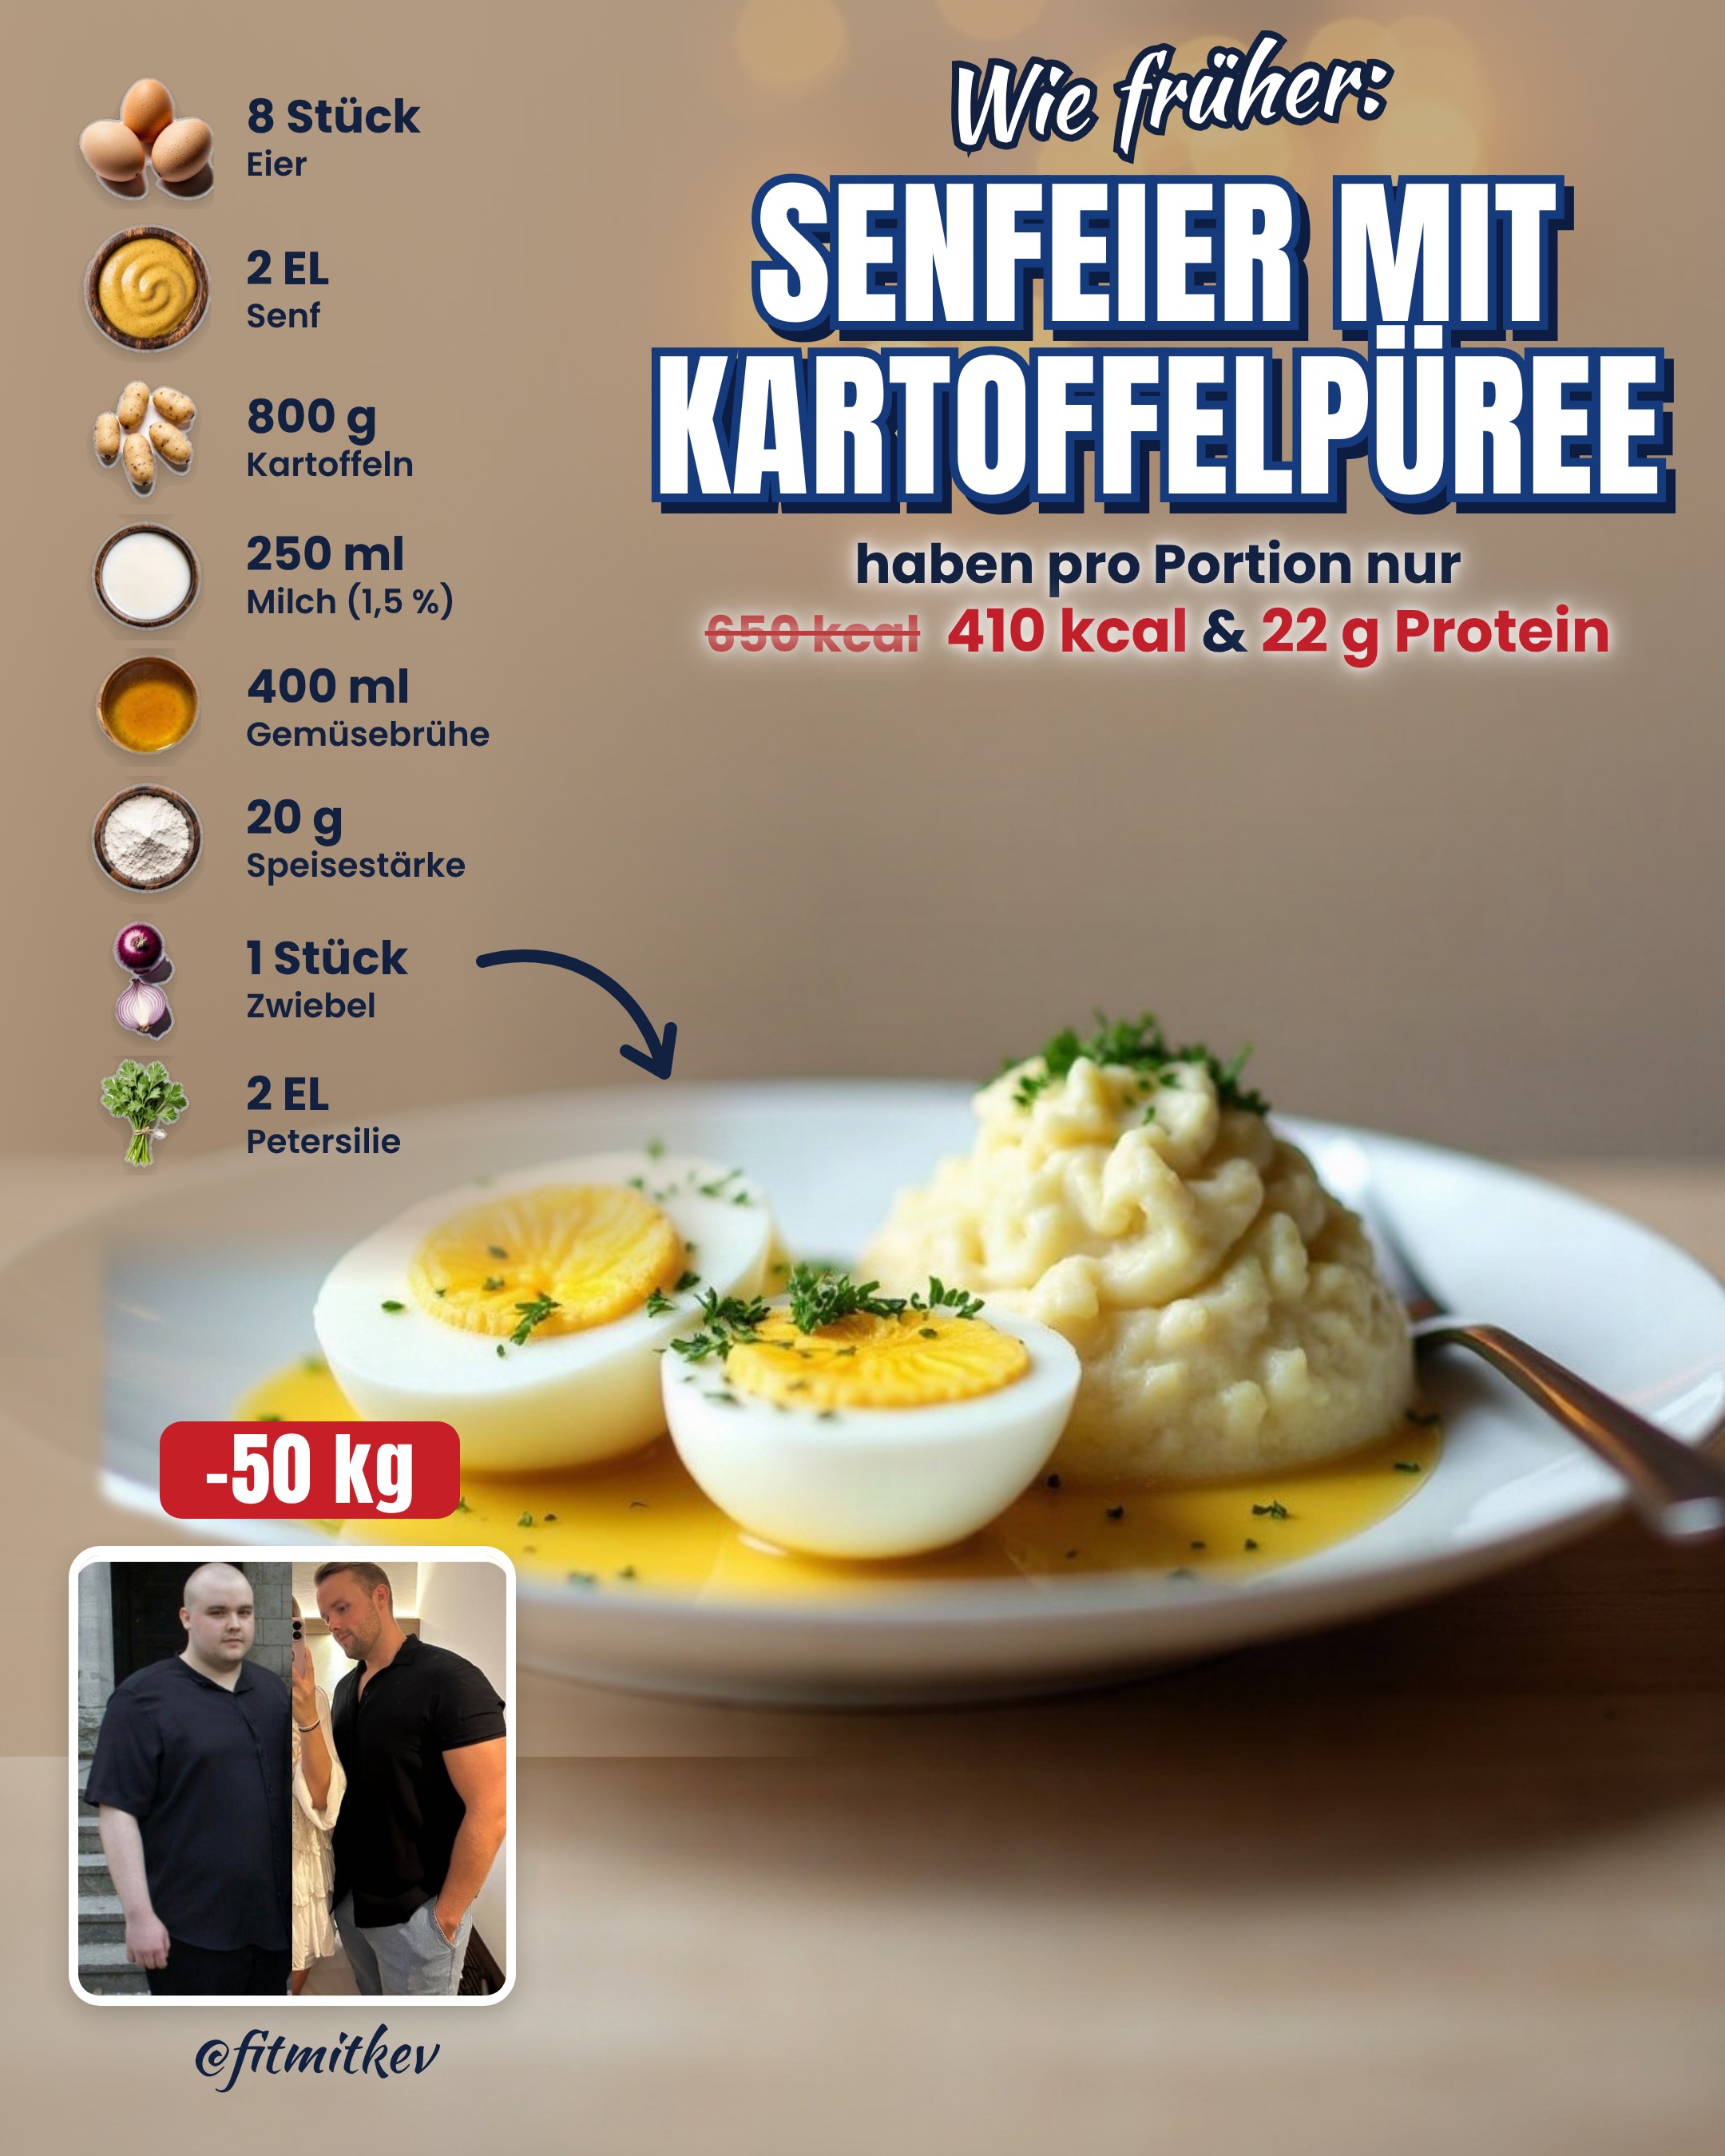 Wie früher:
SENFEIER MIT
KARTOFFELPÜREE
haben pro Portion nur
650 kcal 410 kcal & 22 g Protein
8 Stück
Eier
2 EL
Senf
800 g
Kartoffeln
250 ml
Milch (1,5 %)
400 ml
Gemüsebrühe
20 g
Speisestärke
1 Stück
Zwiebel
2 EL
Petersilie
-50 kg
@fitmitkev